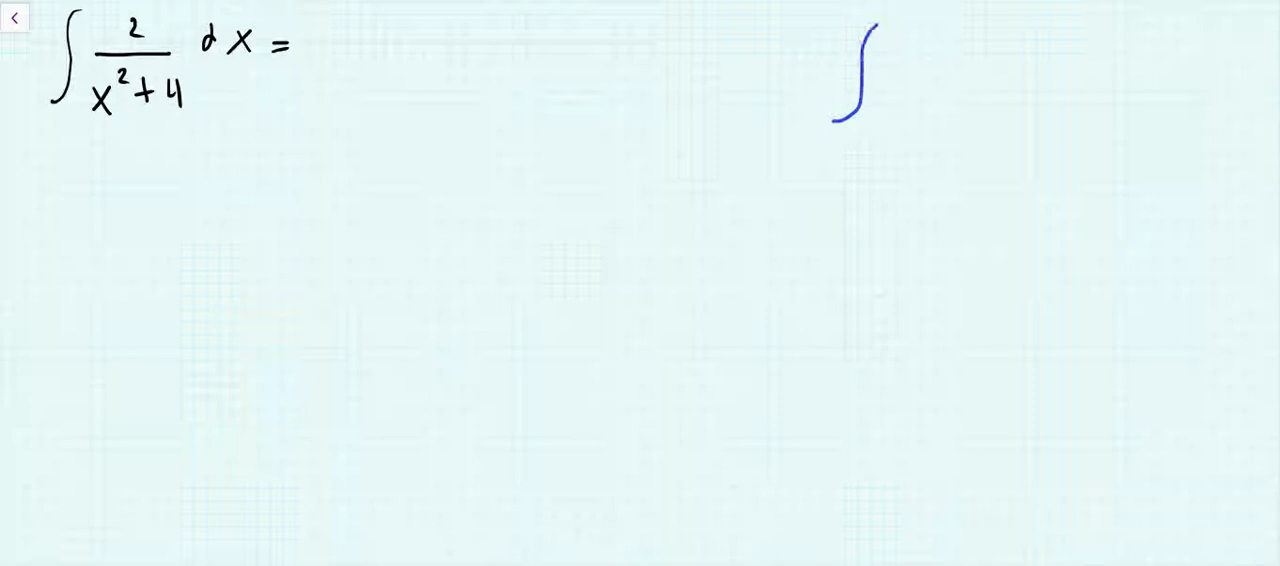 ∫ 2/(x²+4) dx = ∫